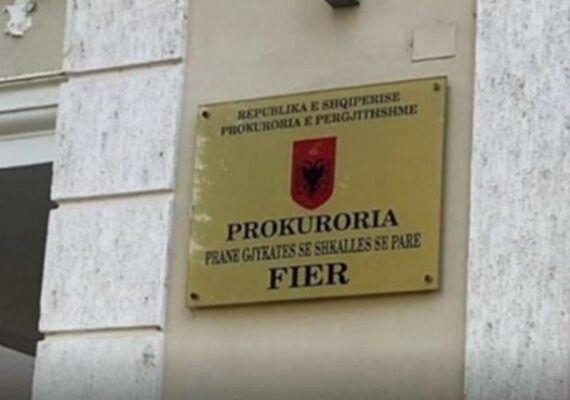 REPUBLIKA E SHQIPERISE
PROKURORIA E PERGJITHSHME
PROKURORIA
PRANE GJYKATES SE SHKALLES SE PARE
FIER